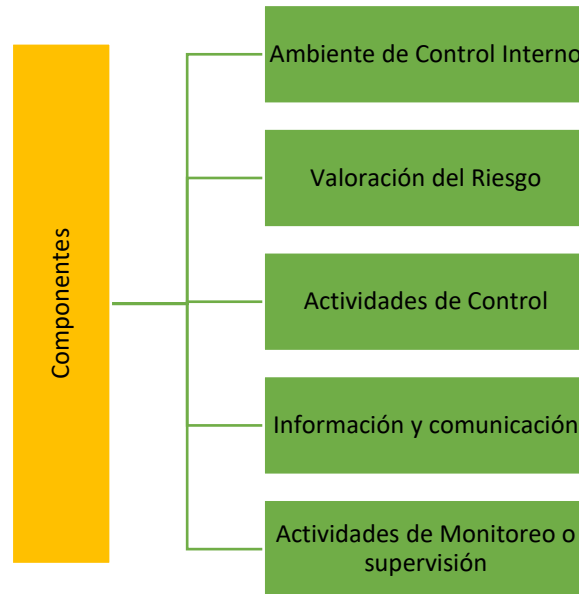 Componentes
Ambiente de Control Interno
Valoración del Riesgo
Actividades de Control
Información y comunicación
Actividades de Monitoreo o
supervisión